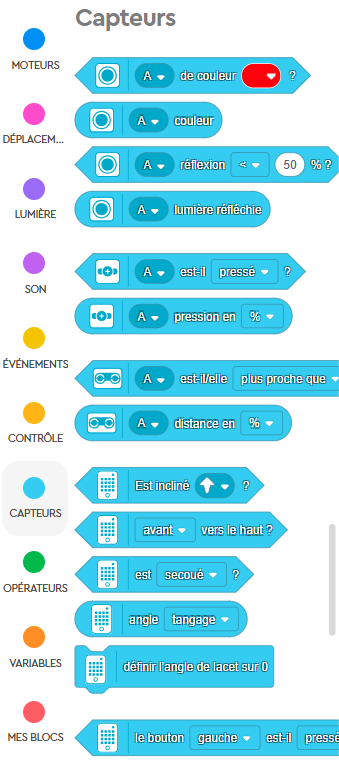 Capteurs
MOTEURS
DÉPLACEM...
LUMIÈRE
SON
ÉVÉNEMENTS
CONTRÔLE
CAPTEURS
OPÉRATEURS
VARIABLES
MES BLOCS
A de couleur ?
A couleur
A réflexion < 50 % ?
A lumière réfléchie
A est-il pressé ?
A pression en %
A est-il/elle plus proche que
A distance en %
Est incliné ?
avant vers le haut ?
est secoué ?
angle tangage
définir l'angle de lacet sur 0
le bouton gauche est-il pressé